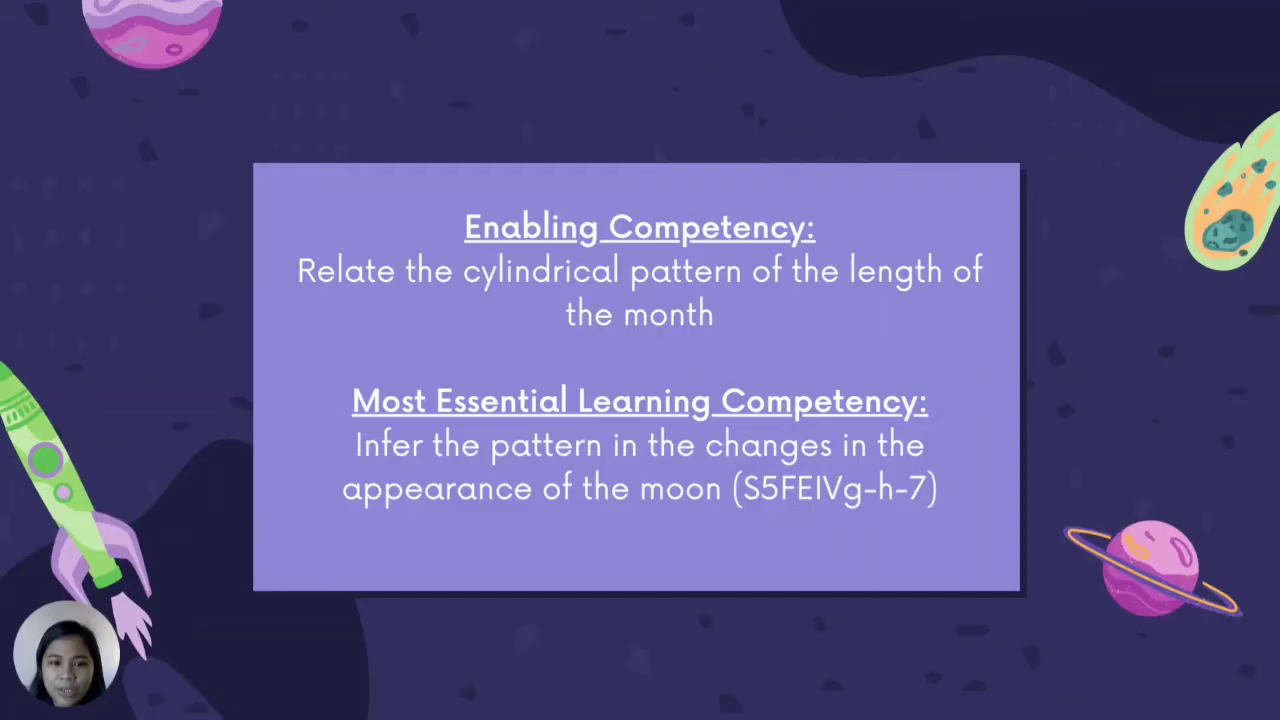 Enabling Competency:
Relate the cylindrical pattern of the length of
the month
Most Essential Learning Competency:
Infer the pattern in the changes in the
appearance of the moon (S5FEIVg-h-7)